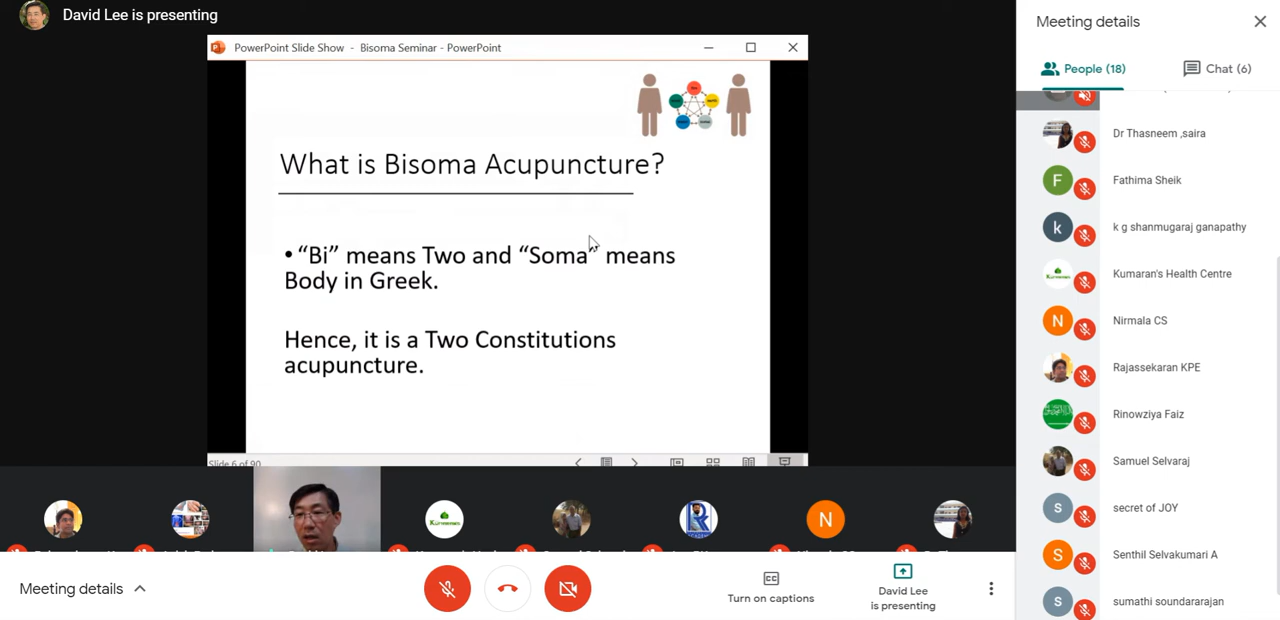 David Lee is presenting
PowerPoint Slide Show - Bisoma Seminar - PowerPoint
What is Bisoma Acupuncture?
• “Bi” means Two and “Soma” means
Body in Greek.
Hence, it is a Two Constitutions
acupuncture.
Slide 6 of 90
Meeting details
People (18)
Chat (6)
Dr Thasneem ,saira
Fathima Sheik
F
k g shanmugaraj ganapathy
k
Kumaran's Health Centre
Nirmala CS
N
Rajassekaran KPE
Rinowziya Faiz
Samuel Selvaraj
secret of JOY
s
Senthil Selvakumari A
S
sumathi soundararajan
s
N
Meeting details
Turn on captions
David Lee
is presenting